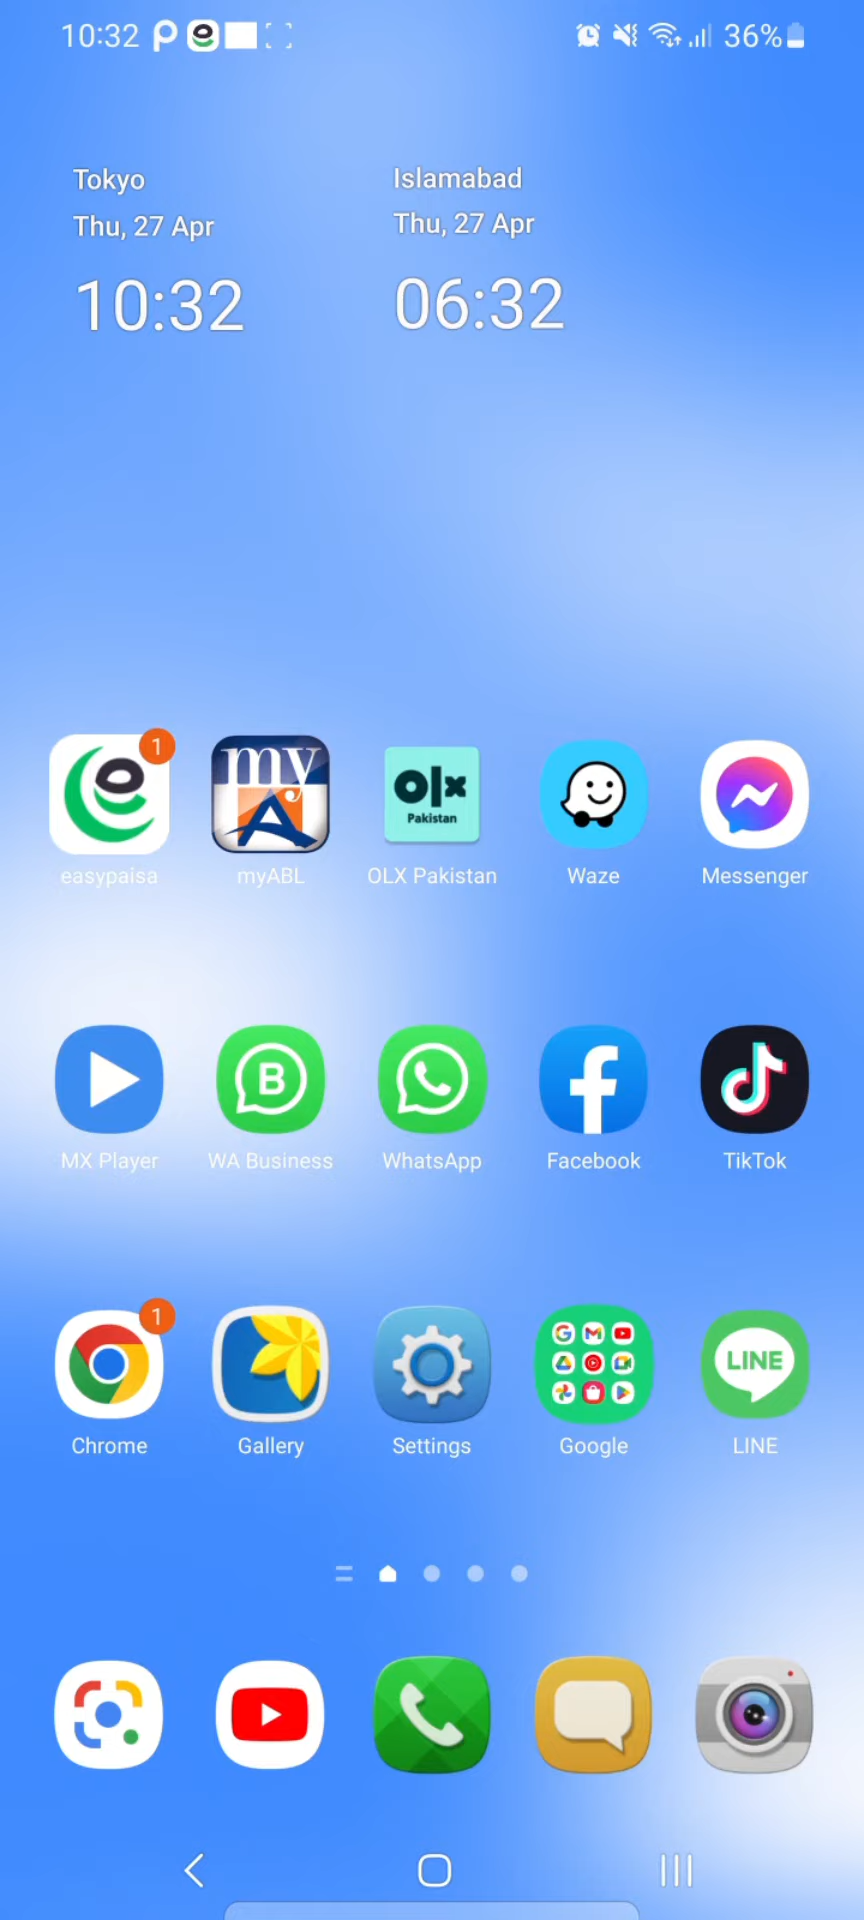 10:32
36%
Tokyo
Islamabad
Thu, 27 Apr
Thu, 27 Apr
10:32
06:32
1
my
A
olx
Pakistan
easypaisa
myABL
OLX Pakistan
Waze
Messenger
B
MX Player
WA Business
WhatsApp
Facebook
TikTok
1
LINE
Chrome
Gallery
Settings
Google
LINE